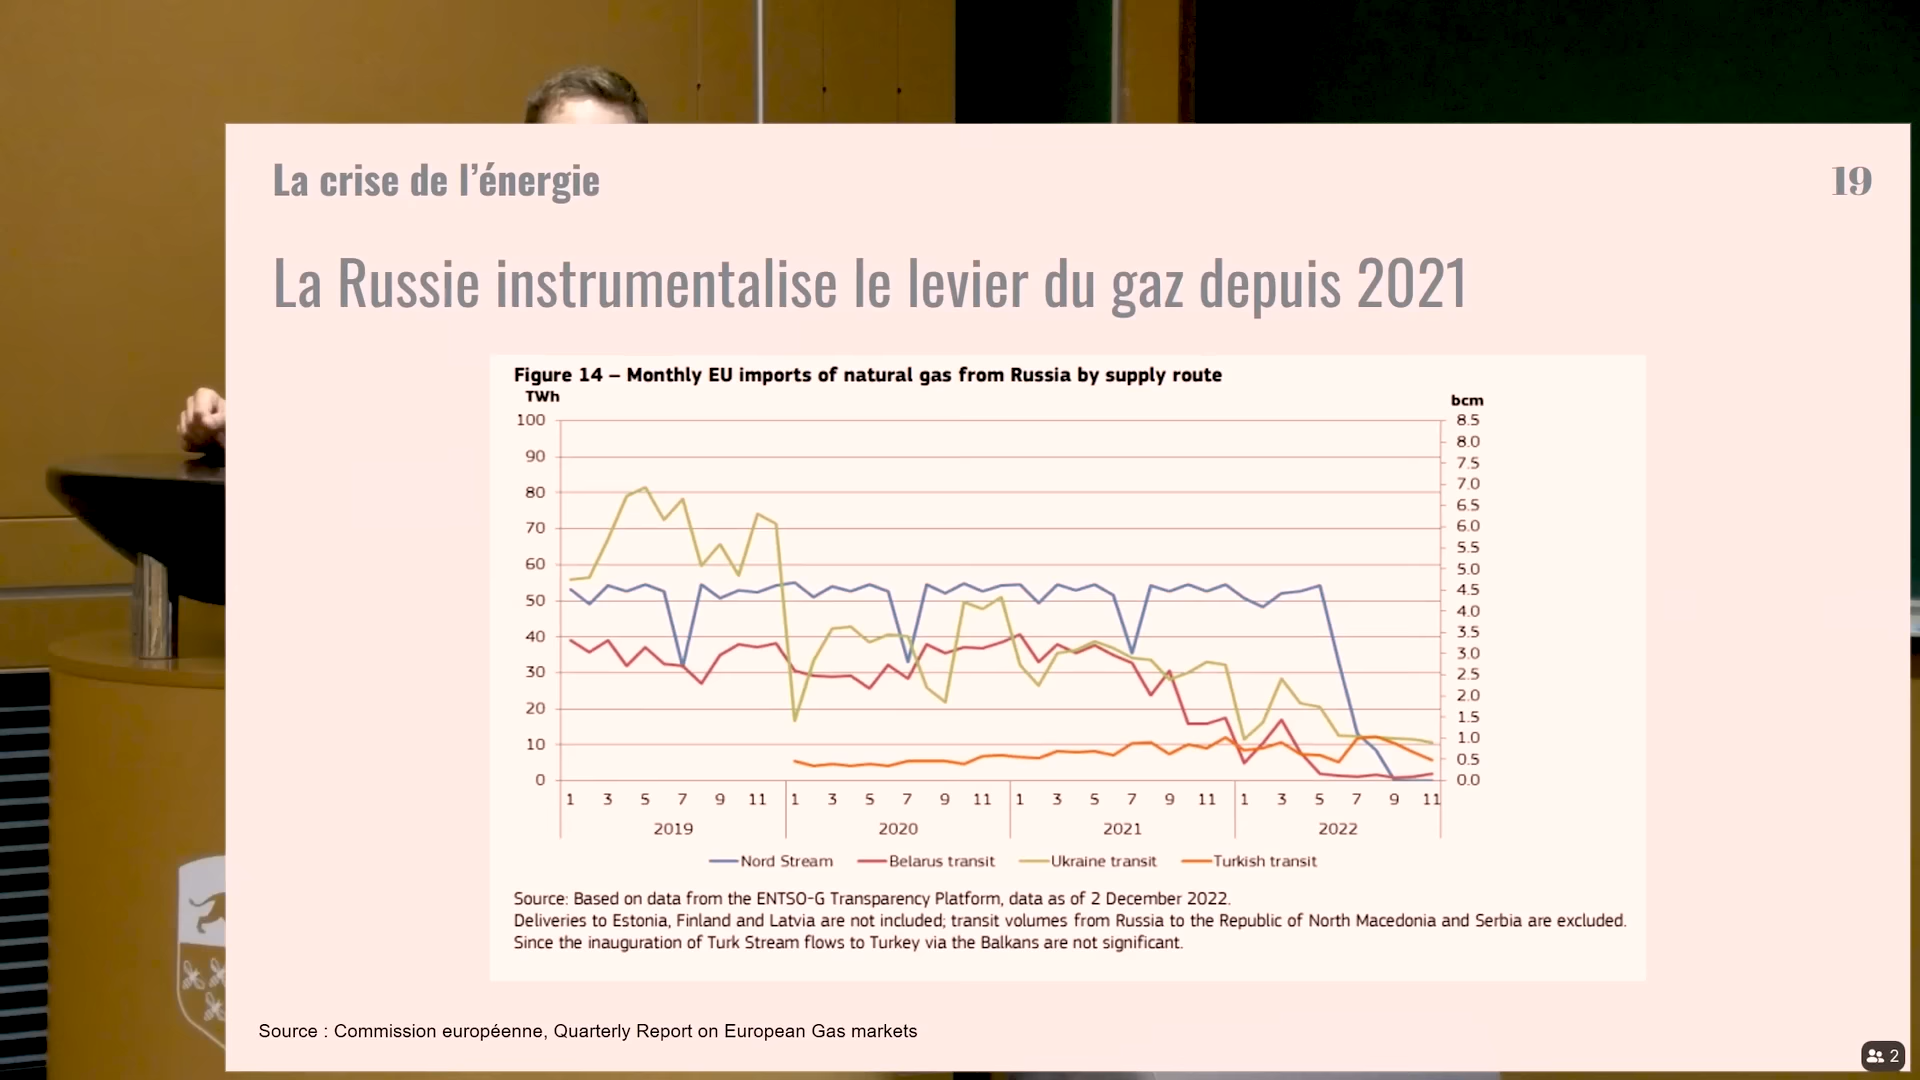 La crise de l’énergie
19
La Russie instrumentalise le levier du gaz depuis 2021
Figure 14 – Monthly EU imports of natural gas from Russia by supply route
TWh
bcm
100
90
80
70
60
50
40
30
20
10
0
8.5
8.0
7.5
7.0
6.5
6.0
5.5
5.0
4.5
4.0
3.5
3.0
2.5
2.0
1.5
1.0
0.5
0.0
1 3 5 7 9 11 1 3 5 7 9 11 1 3 5 7 9 11 1 3 5 7 9 11
2019 2020 2021 2022
Nord Stream Belarus transit Ukraine transit Turkish transit
Source: Based on data from the ENTSO-G Transparency Platform, data as of 2 December 2022.
Deliveries to Estonia, Finland and Latvia are not included; transit volumes from Russia to the Republic of North Macedonia and Serbia are excluded.
Since the inauguration of Turk Stream flows to Turkey via the Balkans are not significant.
Source : Commission européenne, Quarterly Report on European Gas markets
2